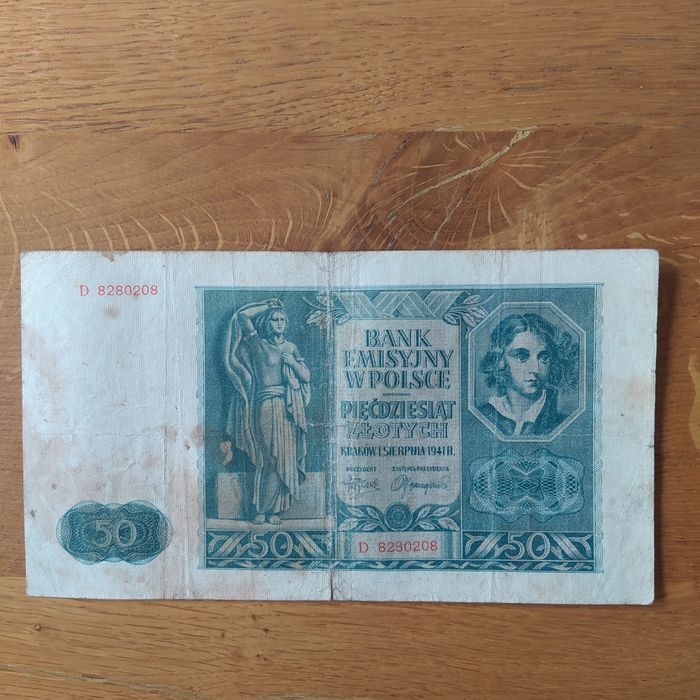 D 8280208
BANK
EMISYJNY
W POLSCE
PIĘĆDZIESIĄT
ZŁOTYCH
KRAKÓW 1 SIERPNIA 1941 R.
PREZYDENT ZASTĘPCA PREZYDENTA
50
50
D 8280208
50